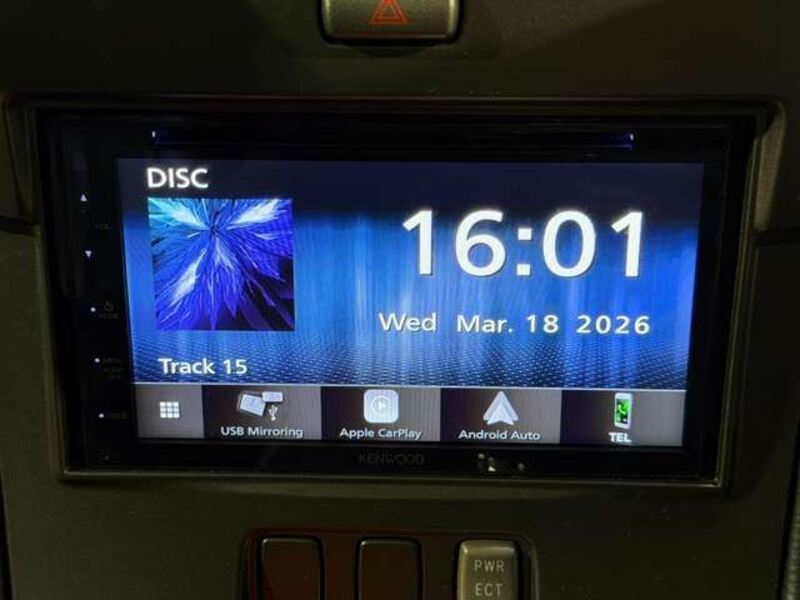 DISC
16:01
Wed Mar. 18 2026
Track 15
USB Mirroring
Apple CarPlay
Android Auto
TEL
VOL
KENWOOD
PWR
ECT